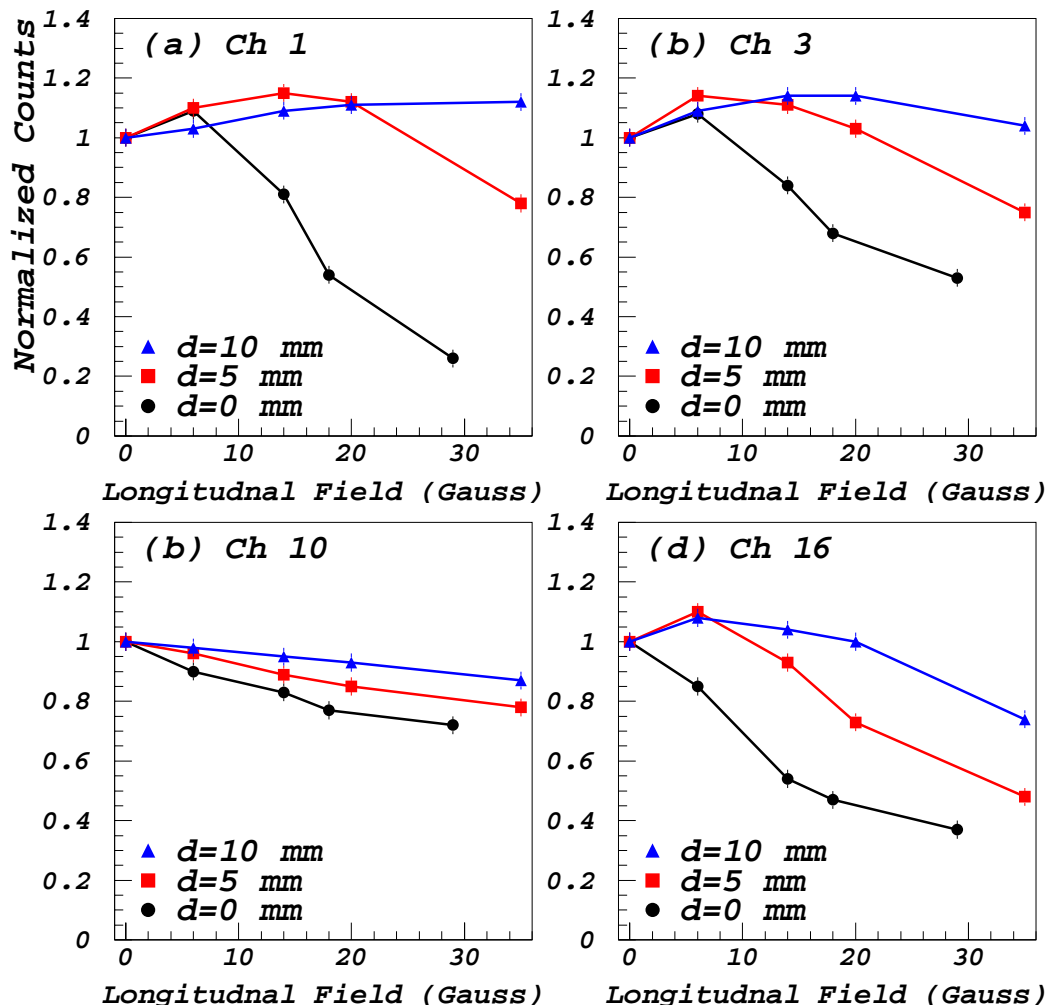 Normalized Counts
(a) Ch 1
1.4
1.2
1
0.8
0.6
0.4
0.2
0
d=10 mm
d=5 mm
d=0 mm
0 10 20 30
Longitudnal Field (Gauss)
(b) Ch 3
1.4
1.2
1
0.8
0.6
0.4
0.2
0
d=10 mm
d=5 mm
d=0 mm
0 10 20 30
Longitudnal Field (Gauss)
(b) Ch 10
1.4
1.2
1
0.8
0.6
0.4
0.2
0
d=10 mm
d=5 mm
d=0 mm
0 10 20 30
Longitudnal Field (Gauss)
(d) Ch 16
1.4
1.2
1
0.8
0.6
0.4
0.2
0
d=10 mm
d=5 mm
d=0 mm
0 10 20 30
Longitudnal Field (Gauss)